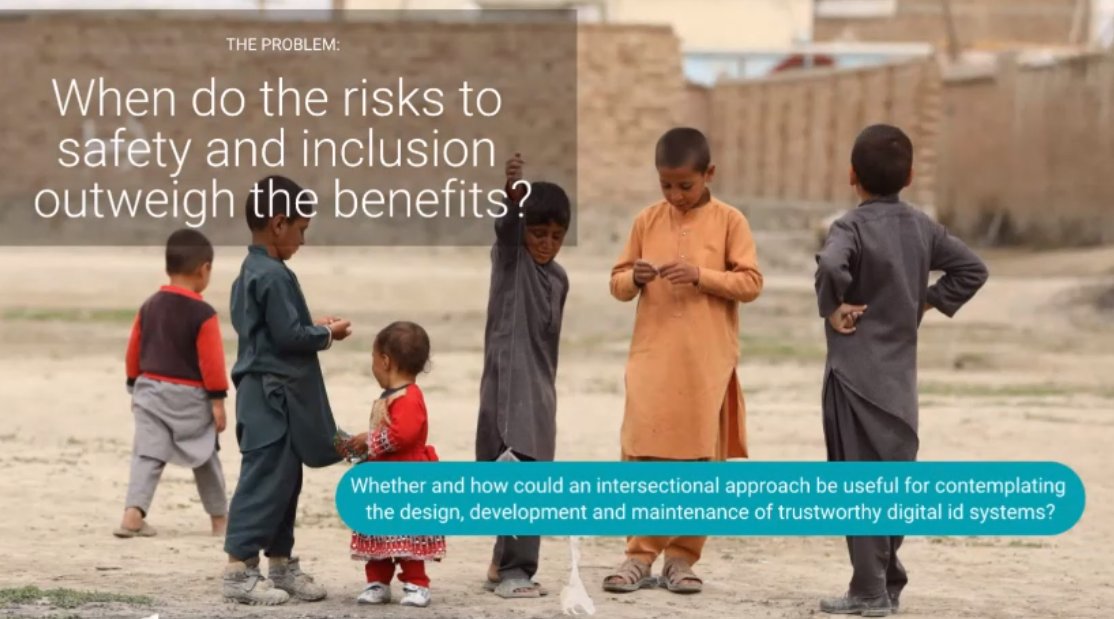 THE PROBLEM:
When do the risks to
safety and inclusion
outweigh the benefits?
Whether and how could an intersectional approach be useful for contemplating
the design, development and maintenance of trustworthy digital id systems?